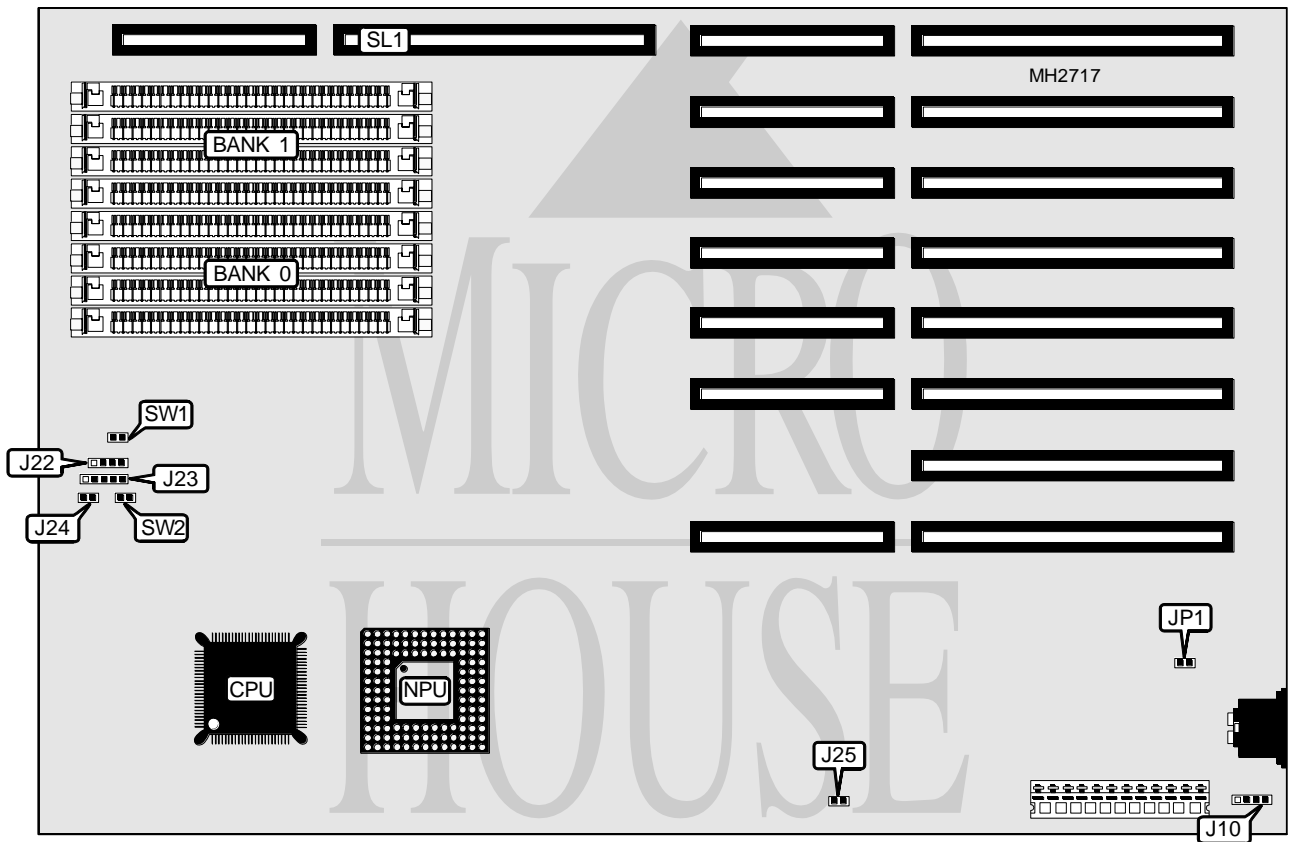 SL1
MH2717
BANK 1
BANK 0
SW1
J22
J23
J24
SW2
MICRO
HOUSE
JP1
CPU
NPU
J25
J10